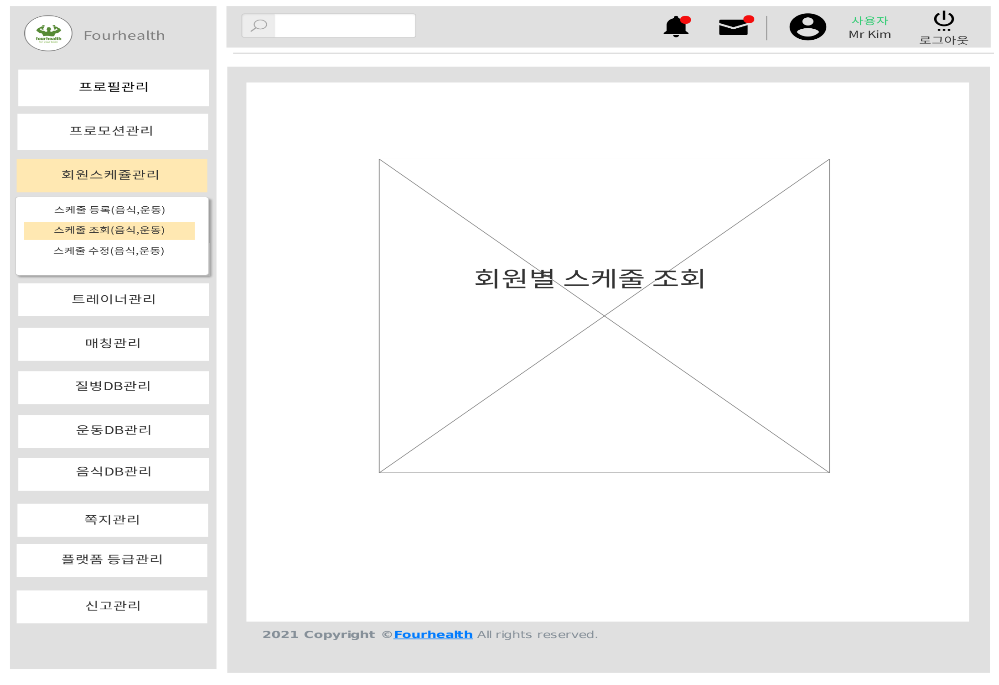 fourhealth
for your body
Fourhealth
사용자
Mr Kim
로그아웃
프로필관리
프로모션관리
회원스케쥴관리
스케줄 등록(음식,운동)
스케줄 조회(음식,운동)
스케줄 수정(음식,운동)
트레이너관리
매칭관리
질병DB관리
운동DB관리
음식DB관리
쪽지관리
플랫폼 등급관리
신고관리
회원별 스케줄 조회
2021 Copyright ©Fourhealth All rights reserved.